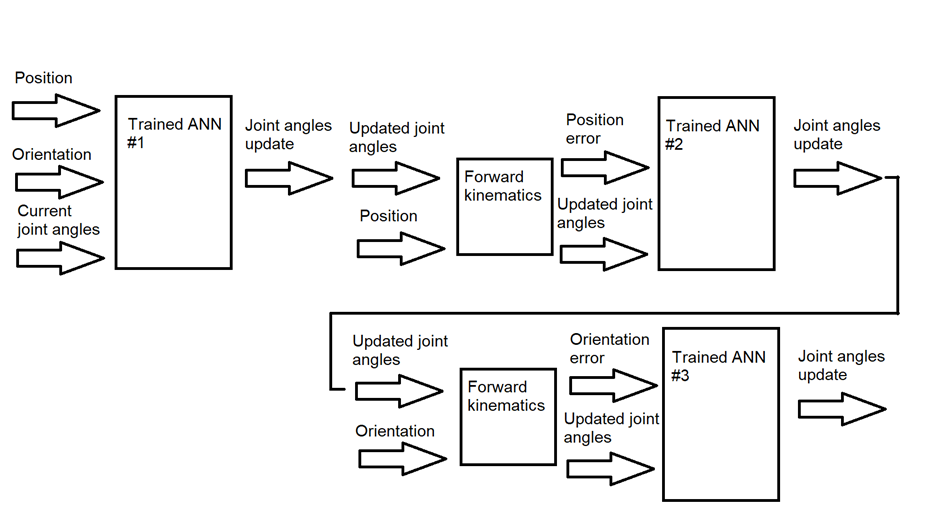 Position
Trained ANN
#1
Orientation
Current
joint angles
Joint angles
update
Updated joint
angles
Position
Forward
kinematics
Position
error
Updated joint
angles
Trained ANN
#2
Joint angles
update
Updated joint
angles
Orientation
Forward
kinematics
Orientation
error
Updated joint
angles
Trained ANN
#3
Joint angles
update